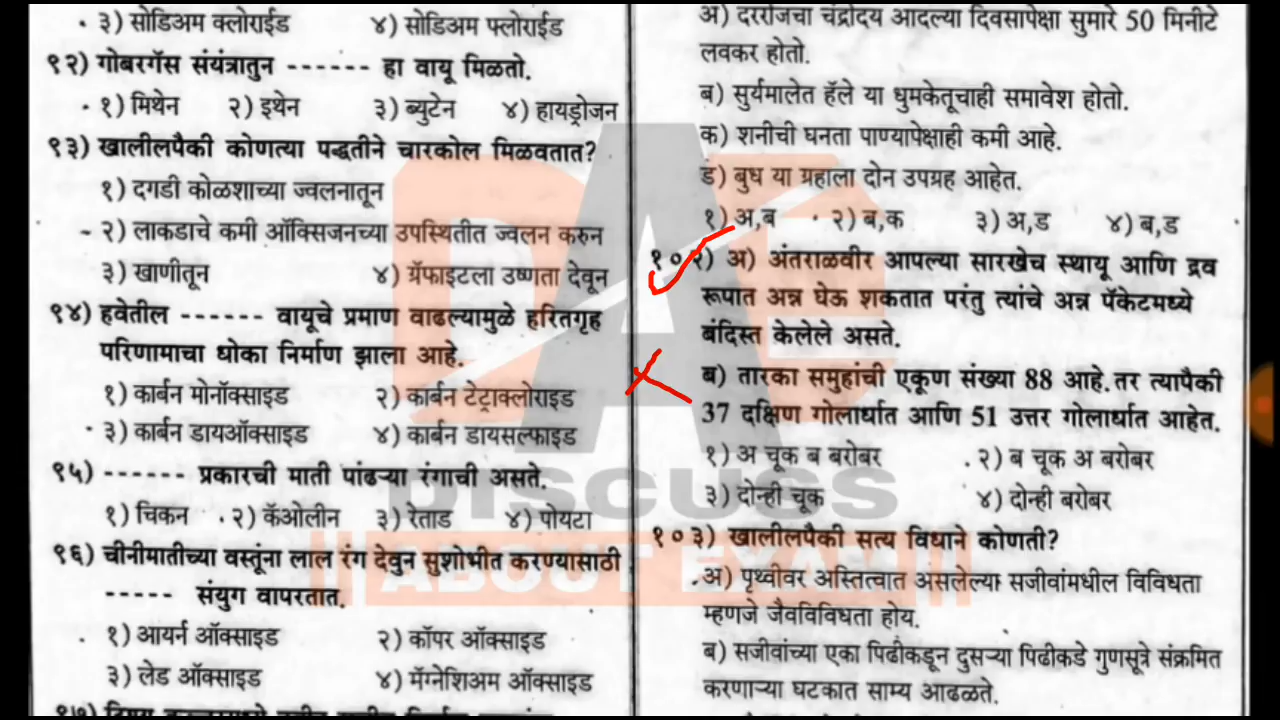 ३) सोडिअम क्लोराईड ४) सोडिअम फ्लोराईड
९२) गोबरगॅस संयंत्रातुन ------ हा वायू मिळतो.
१) मिथेन २) इथेन ३) ब्युटेन ४) हायड्रोजन
९३) खालीलपैकी कोणत्या पद्धतीने चारकोल मिळवतात?
१) दगडी कोळशाच्या ज्वलनातून
२) लाकडाचे कमी ऑक्सिजनच्या उपस्थितीत ज्वलन करुन
३) खाणीतून ४) ग्रॅफाइटला उष्णता देवून
९४) हवेतील ------ वायूचे प्रमाण वाढल्यामुळे हरितगृह
परिणामाचा धोका निर्माण झाला आहे.
१) कार्बन मोनॉक्साइड २) कार्बन टेट्राक्लोराइड
३) कार्बन डायऑक्साइड ४) कार्बन डायसल्फाइड
९५) ------ प्रकारची माती पांढऱ्या रंगाची असते.
१) चिकन २) कॅओलीन ३) रेताड ४) पोयटा
९६) चीनीमातीच्या वस्तूंना लाल रंग देवुन सुशोभीत करण्यासाठी
----- संयुग वापरतात.
१) आयर्न ऑक्साइड २) कॉपर ऑक्साइड
३) लेड ऑक्साइड ४) मॅग्नेशिअम ऑक्साइड
अ) दररोजचा चंद्रोदय आदल्या दिवसापेक्षा सुमारे 50 मिनीटे
लवकर होतो.
ब) सुर्यमालेत हॅले या धुमकेतूचाही समावेश होतो.
क) शनीची घनता पाण्यापेक्षाही कमी आहे.
ड) बुध या ग्रहाला दोन उपग्रह आहेत.
१) अ,ब २) ब,क ३) अ,ड ४) ब,ड
१०२) अ) अंतराळवीर आपल्या सारखेच स्थायू आणि द्रव
रूपात अन्न घेऊ शकतात परंतु त्यांचे अन्न पॅकेटमध्ये
बंदिस्त केलेले असते.
ब) तारका समुहांची एकूण संख्या 88 आहे. तर त्यापैकी
37 दक्षिण गोलार्धात आणि 51 उत्तर गोलार्धात आहेत.
१) अ चूक ब बरोबर २) ब चूक अ बरोबर
३) दोन्ही चूक ४) दोन्ही बरोबर
१०३) खालीलपैकी सत्य विधाने कोणती?
अ) पृथ्वीवर अस्तित्वात असलेल्या सजीवांमधील विविधता
म्हणजे जैवविविधता होय.
ब) सजीवांच्या एका पिढीकडून दुसऱ्या पिढीकडे गुणसूत्रे संक्रमित
करणाऱ्या घटकात साम्य आढळते.
DISCUSS
ABOUT EXAM